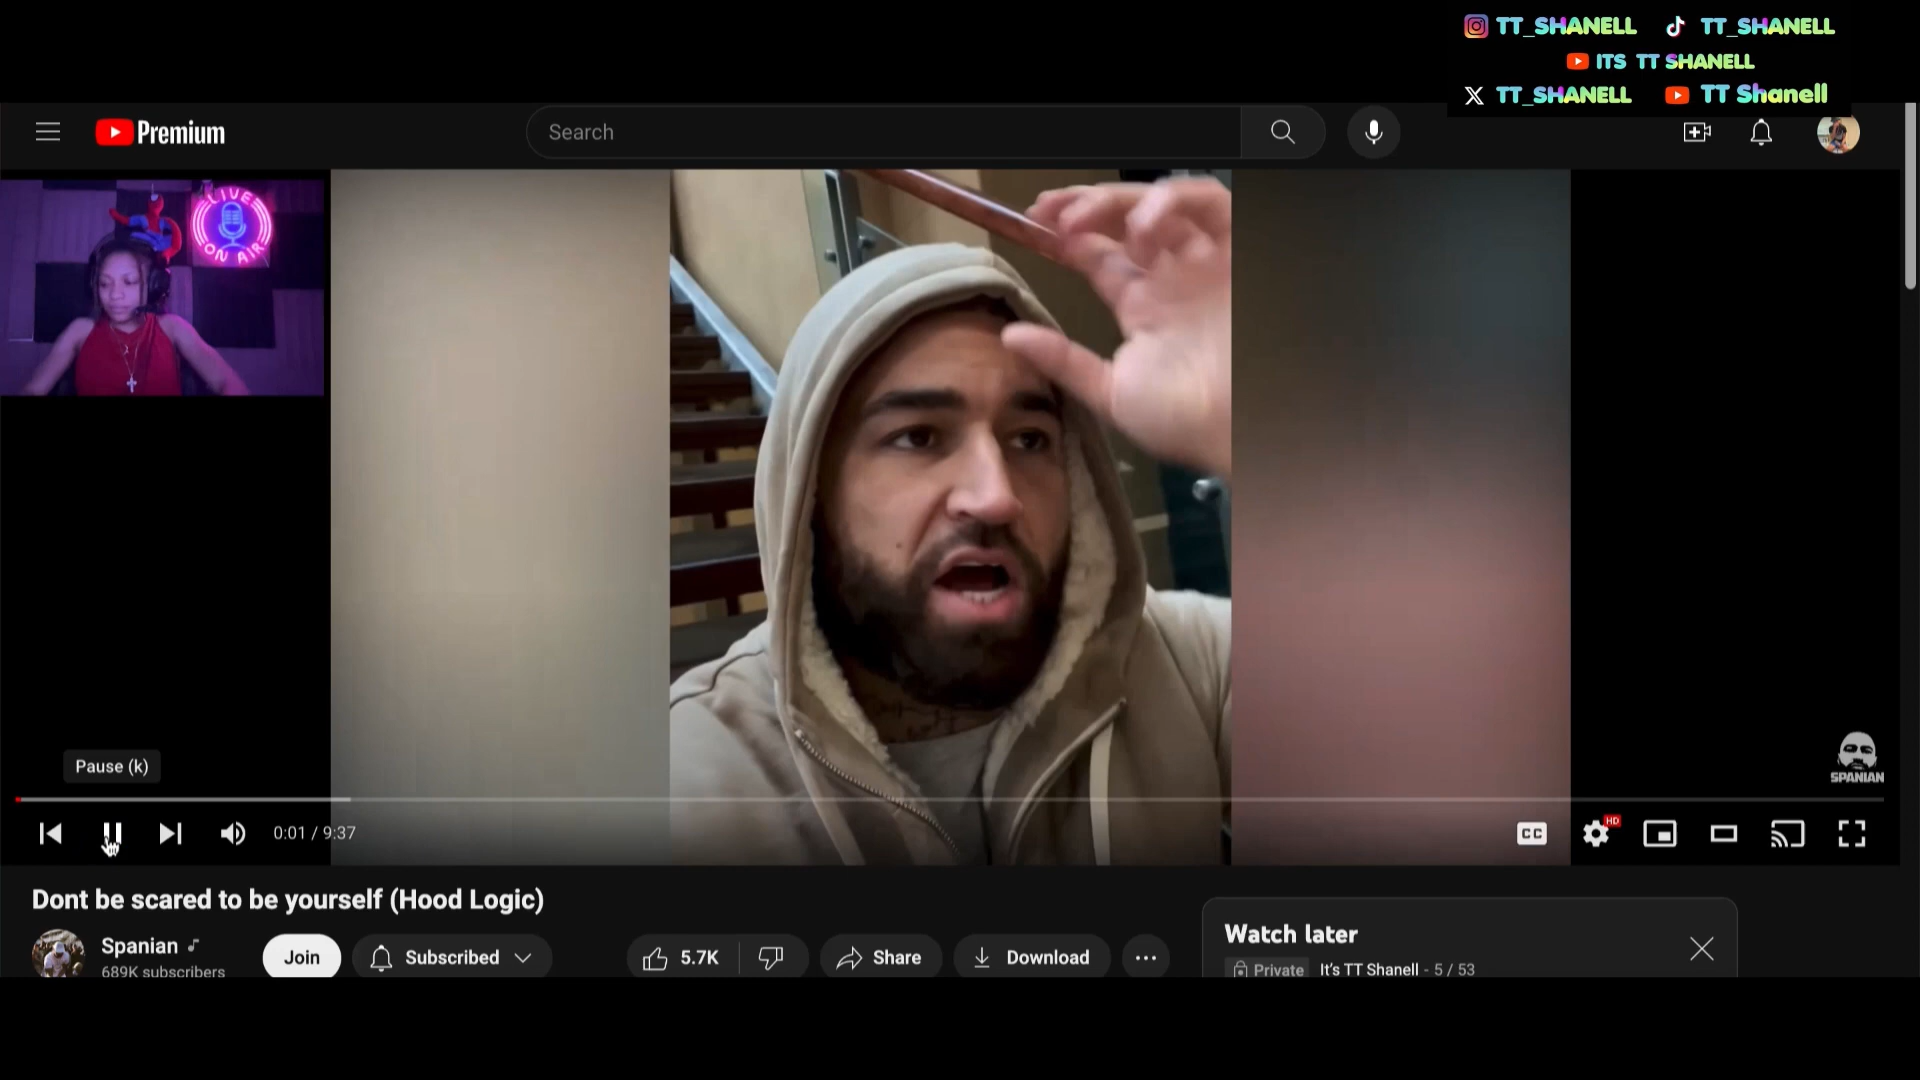 TT_SHANELL TT_SHANELL
ITS TT SHANELL
TT_SHANELL TT Shanell
Premium
Search
LIVE
ON AIR
SPANIAN
Pause (k)
0:01 / 9:37
CC
HD
Dont be scared to be yourself (Hood Logic)
Spanian
689K subscribers
Join
Subscribed
5.7K
Share
Download
Watch later
Private It's TT Shanell - 5 / 53